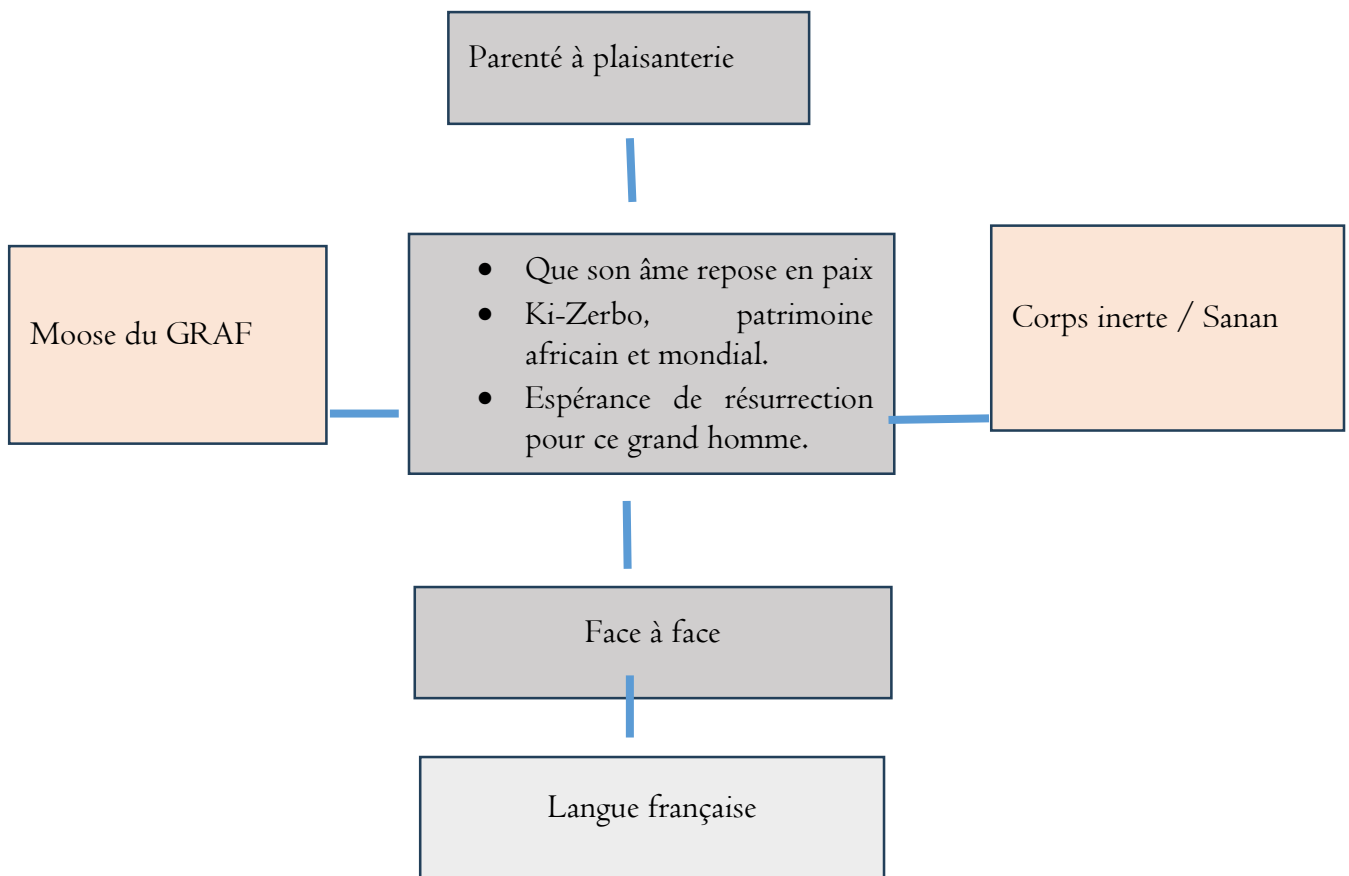 Parenté à plaisanterie
Moose du GRAF
• Que son âme repose en paix
• Ki-Zerbo, patrimoine
africain et mondial.
• Espérance de résurrection
pour ce grand homme.
Corps inerte / Sanan
Face à face
Langue française